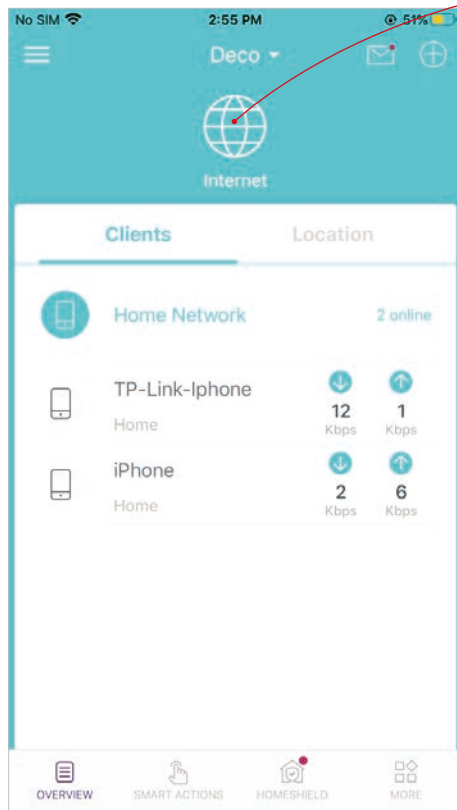 No SIM 2:55 PM 51%
Deco
Internet
Clients Location
Home Network 2 online
TP-Link-Iphone
Home
12 1
Kbps Kbps
iPhone
Home
2 6
Kbps Kbps
OVERVIEW SMART ACTIONS HOMESHIELD MORE